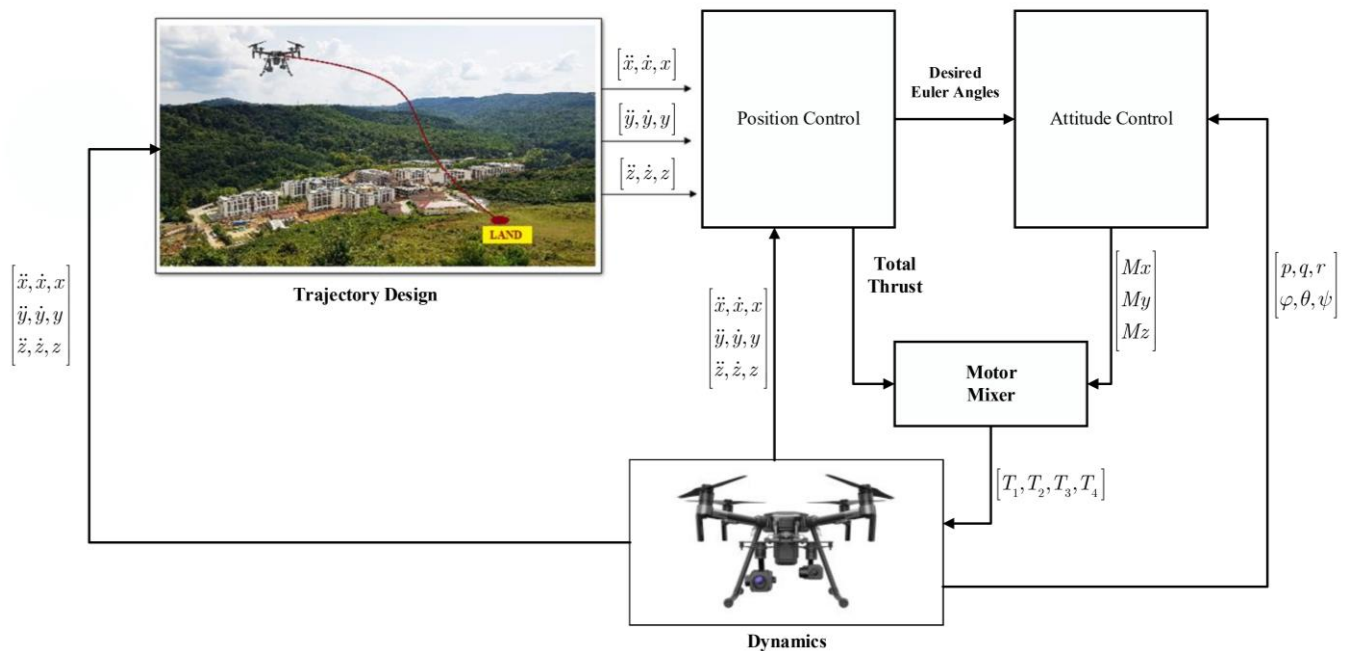 [ẍ, ẋ, x]
[ÿ, ẏ, y]
[z̈, ż, z]
LAND
Trajectory Design
Position Control
Desired
Euler Angles
Attitude Control
Total
Thrust
[Mx
My
Mz]
[p, q, r
φ, θ, ψ]
[ẍ, ẋ, x
ÿ, ẏ, y
z̈, ż, z]
[ẍ, ẋ, x
ÿ, ẏ, y
z̈, ż, z]
Motor
Mixer
[T₁, T₂, T₃, T₄]
Dynamics